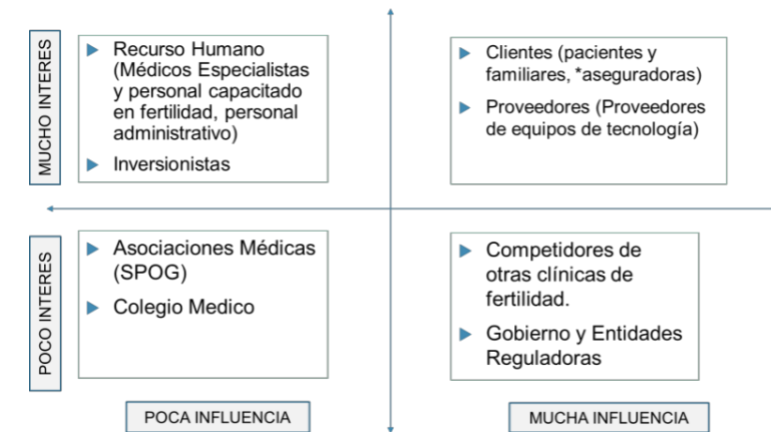 MUCHO INTERES
Recurso Humano
(Médicos Especialistas
y personal capacitado
en fertilidad, personal
administrativo)
Inversionistas
Clientes (pacientes y
familiares, *aseguradoras)
Proveedores (Proveedores
de equipos de tecnología)
POCO INTERES
Asociaciones Médicas
(SPOG)
Colegio Medico
Competidores de
otras clínicas de
fertilidad.
Gobierno y Entidades
Reguladoras
POCA INFLUENCIA
MUCHA INFLUENCIA